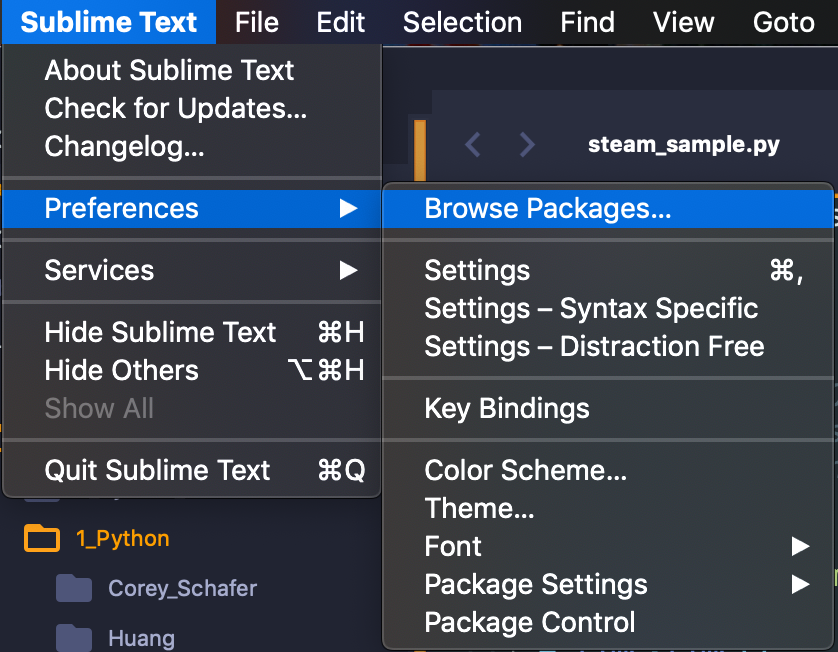 Sublime Text File Edit Selection Find View Goto
About Sublime Text
Check for Updates...
Changelog...
steam_sample.py
Preferences ▶
Browse Packages...
Services ▶
Settings ⌘,
Settings – Syntax Specific
Settings – Distraction Free
Hide Sublime Text ⌘H
Hide Others ⌥⌘H
Show All
Key Bindings
Quit Sublime Text ⌘Q
Color Scheme...
Theme...
Font ▶
Package Settings ▶
Package Control
1_Python
Corey_Schafer
Huang